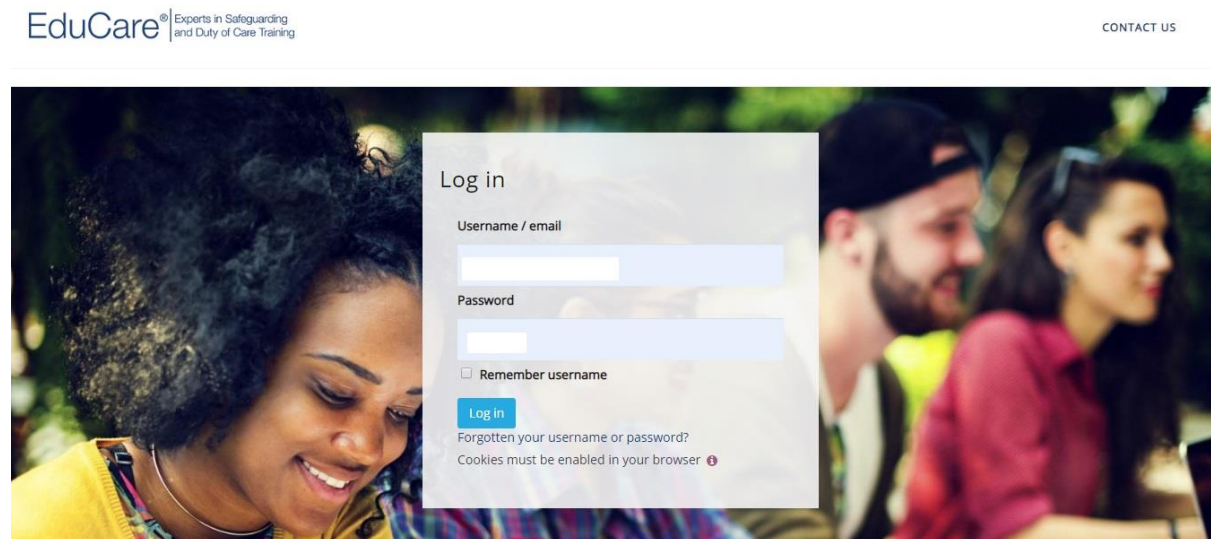 EduCare® Experts in Safeguarding
and Duty of Care Training
CONTACT US
Log in
Username / email
Password
Remember username
Log in
Forgotten your username or password?
Cookies must be enabled in your browser